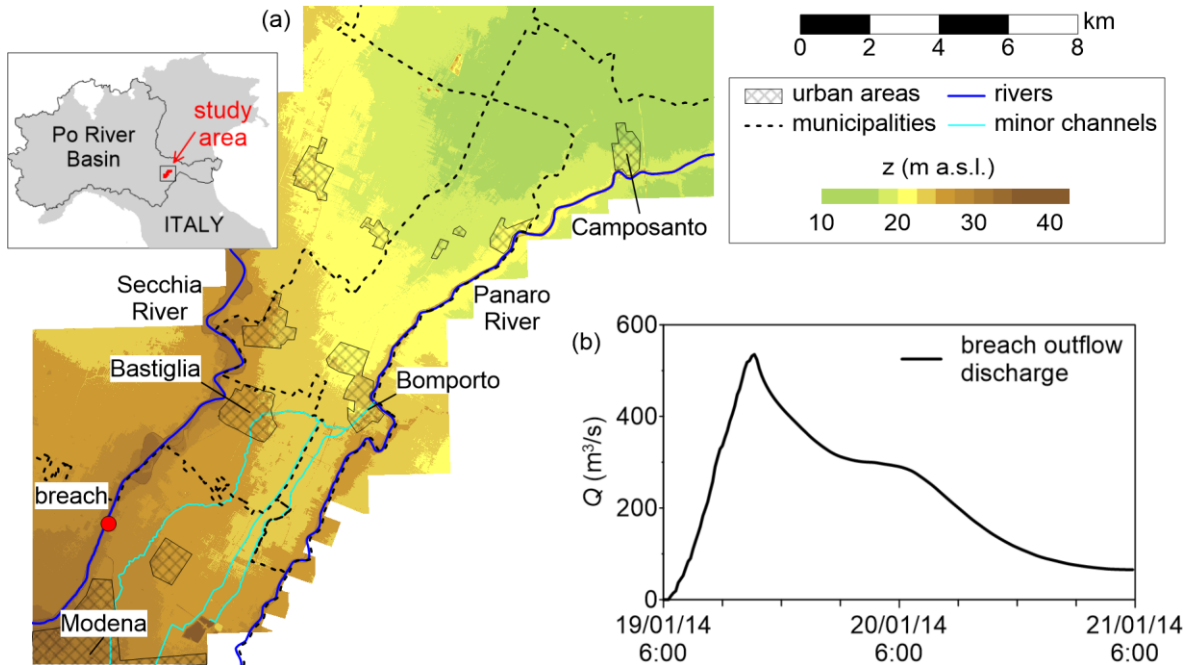 (a)
Po River
Basin
study
area
ITALY
Secchia
River
Bastiglia
breach
Modena
Panaro
River
Bomporto
Camposanto
km
0 2 4 6 8
urban areas
rivers
municipalities
minor channels
z (m a.s.l.)
10 20 30 40
(b)
breach outflow
discharge
Q (m³/s)
600
400
200
0
19/01/14
6:00
20/01/14
6:00
21/01/14
6:00